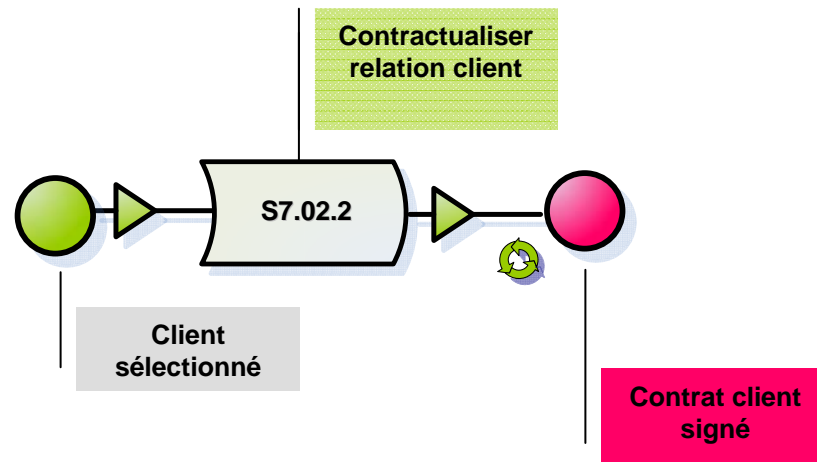 Contractualiser
relation client
S7.02.2
Client
sélectionné
Contrat client
signé